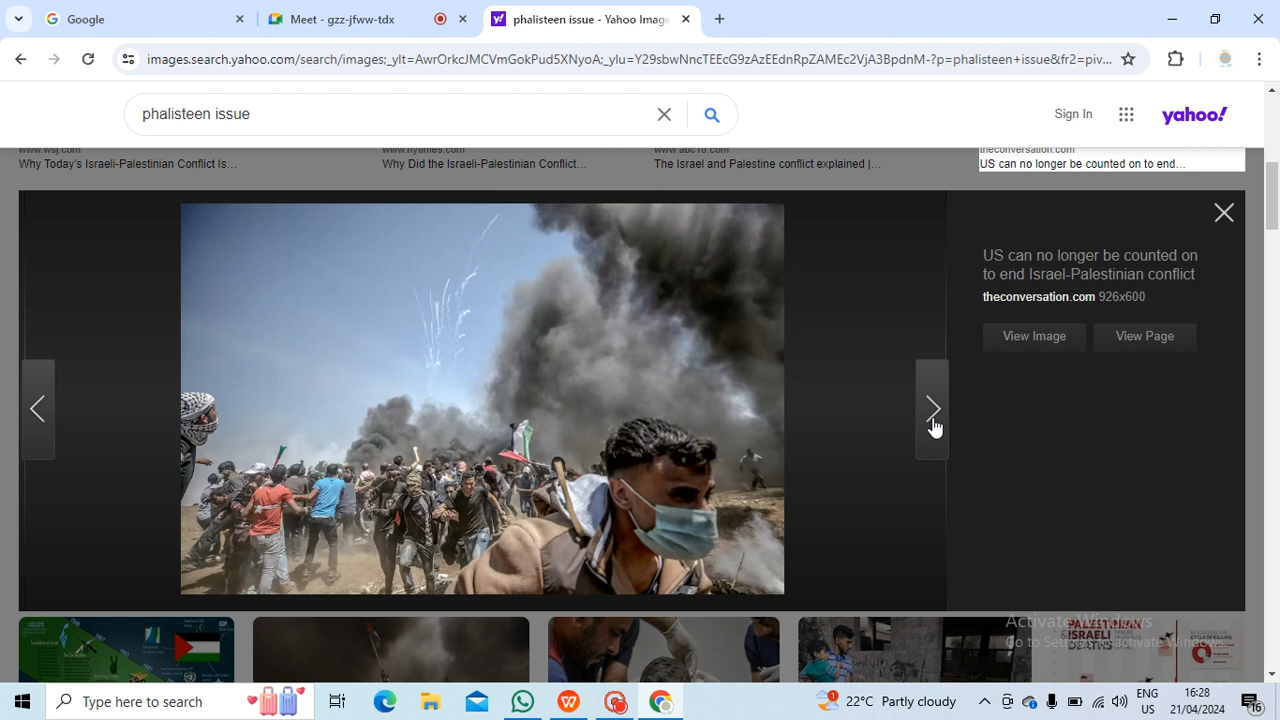 Google
Meet - gzz-jfww-tdx
phalisteen issue - Yahoo Image
images.search.yahoo.com/search/images;_ylt=AwrOrkcJMCVmGdRPud5XNyoA;_ylu=Y29sbwNncTEEcG9zAzEEdnRpZAMEc2VjA3BpdnM-?p=phalisteen+issue&fr2=piv...
phalisteen issue
Sign In
yahoo!
www.wsj.com
Why Today's Israeli-Palestinian Conflict Is...
www.nytimes.com
Why Did the Israeli-Palestinian Conflict...
www.abc10.com
The Israel and Palestine conflict explained |...
theconversation.com
US can no longer be counted on to end...
US can no longer be counted on
to end Israel-Palestinian conflict
theconversation.com 926x600
View Image
View Page
Activate Windows
Go to Settings to activate Windows.
& ISRAELI
Type here to search
1
22°C Partly cloudy
ENG
US
6:28
21/04/2024
16